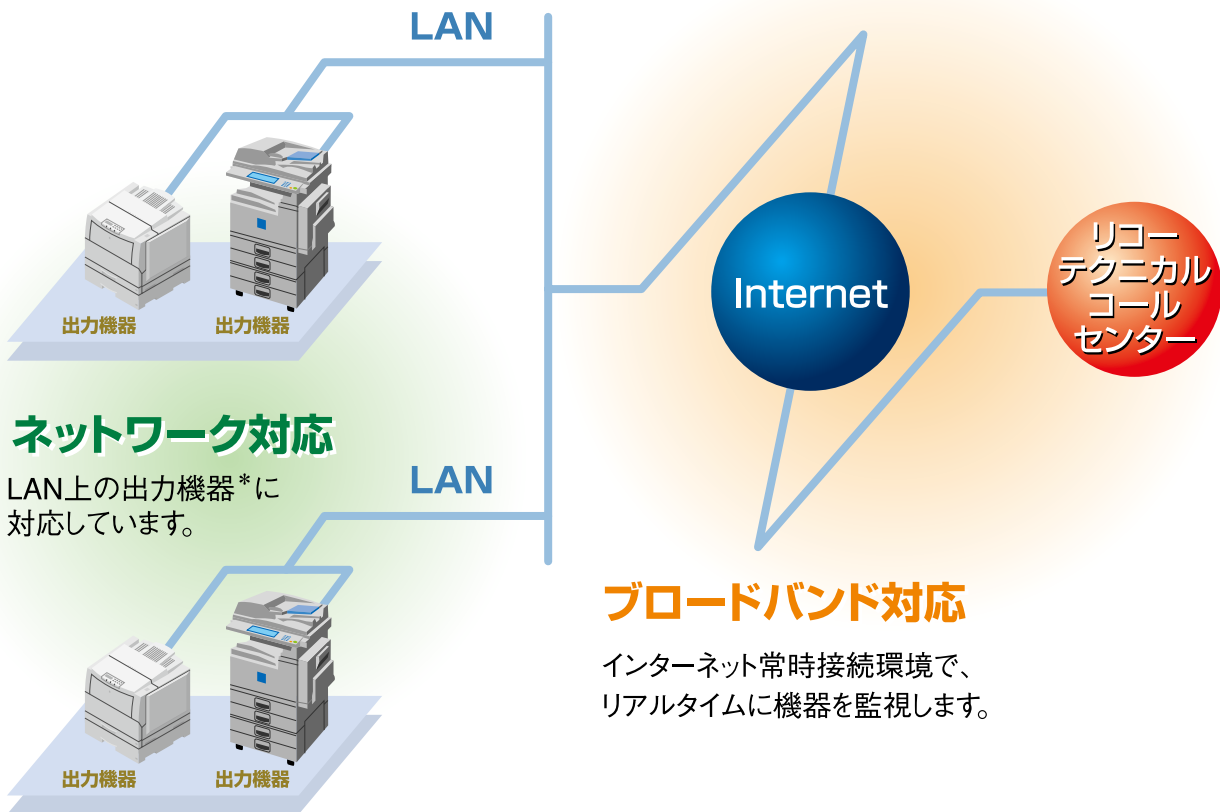 LAN
出力機器
出力機器
ネットワーク対応
LAN上の出力機器*に
対応しています。
LAN
出力機器
出力機器
Internet
リコー
テクニカル
コール
センター
ブロードバンド対応
インターネット常時接続環境で、
リアルタイムに機器を監視します。